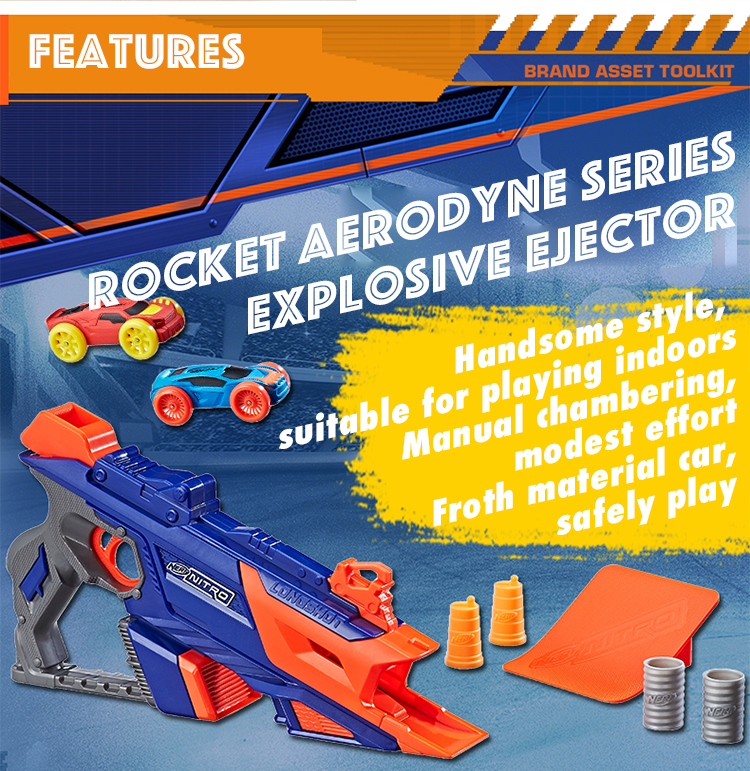 FEATURES
BRAND ASSET TOOLKIT
ROCKET AERODYNE SERIES
EXPLOSIVE EJECTOR
Handsome style,
suitable for playing indoors
Manual chambering,
modest effort
Froth material car,
safely play
NERF NITRO
LONGSHOT
NERF NITRO
NERF
NERF